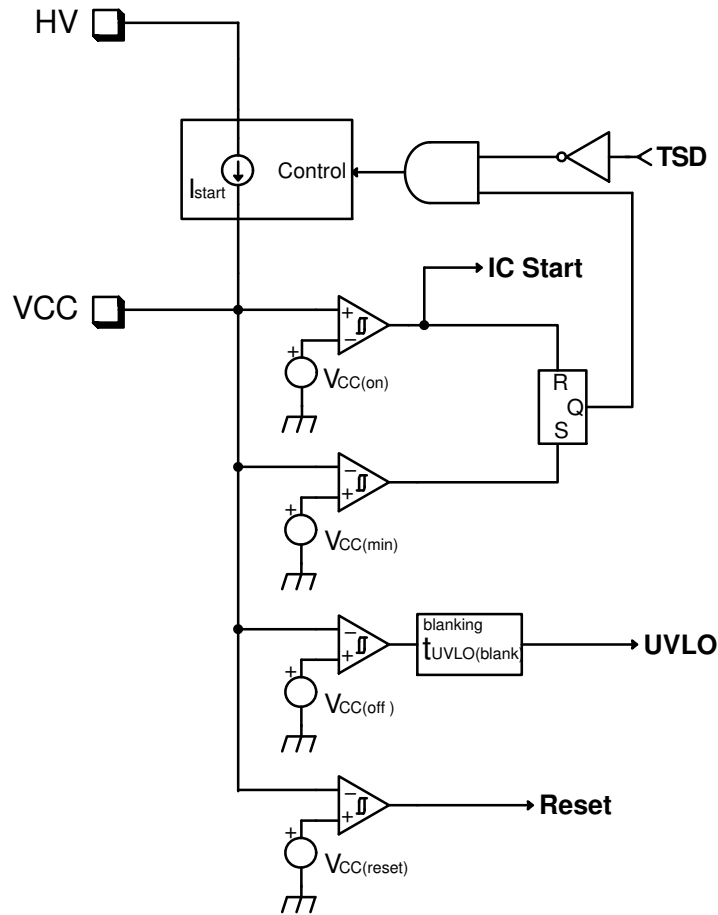 HV
TSD
Control
Istart
IC Start
VCC
+
−
+
VCC(on)
R
Q
S
−
+
+
VCC(min)
blanking
tUVLO(blank)
UVLO
−
+
+
VCC(off )
Reset
−
+
+
VCC(reset)